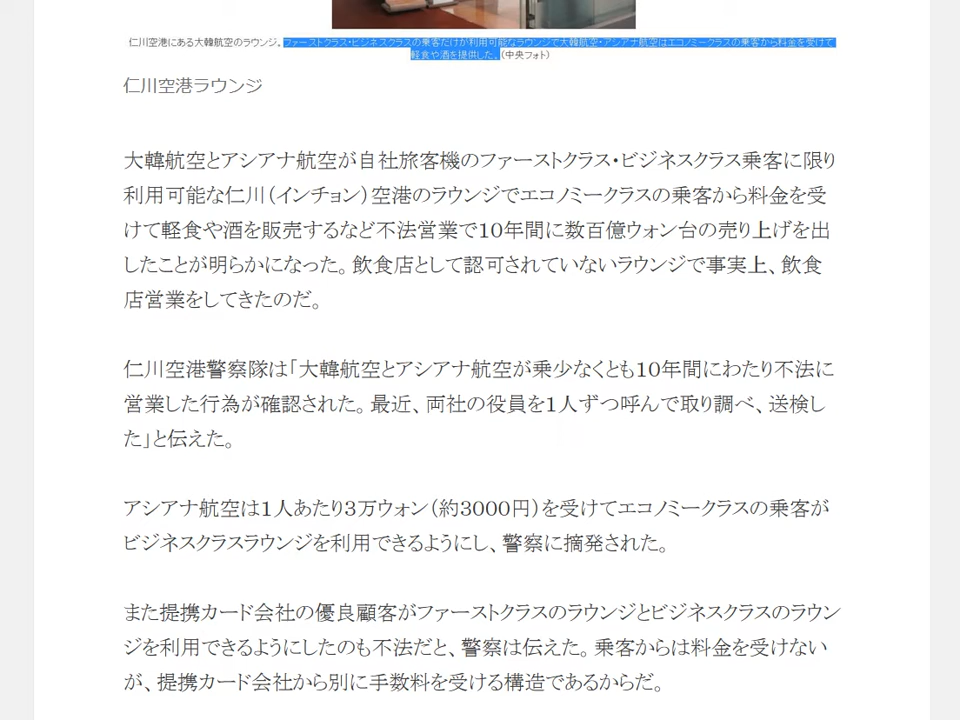 仁川空港にある大韓航空のラウンジ。ファーストクラス・ビジネスクラスの乗客だけが利用可能なラウンジで大韓航空・アシアナ航空はエコノミークラスの乗客から料金を受けて
軽食や酒を提供した。(中央フォト)
仁川空港ラウンジ
大韓航空とアシアナ航空が自社旅客機のファーストクラス・ビジネスクラス乗客に限り
利用可能な仁川(インチョン)空港のラウンジでエコノミークラスの乗客から料金を受
けて軽食や酒を販売するなど不法営業で10年間に数百億ウォン台の売り上げを出
したことが明らかになった。飲食店として認可されていないラウンジで事実上、飲食
店営業をしてきたのだ。
仁川空港警察隊は「大韓航空とアシアナ航空が乗少なくとも10年間にわたり不法に
営業した行為が確認された。最近、両社の役員を1人ずつ呼んで取り調べ、送検し
た」と伝えた。
アシアナ航空は1人あたり3万ウォン(約3000円)を受けてエコノミークラスの乗客が
ビジネスクラスラウンジを利用できるようにし、警察に摘発された。
また提携カード会社の優良顧客がファーストクラスのラウンジとビジネスクラスのラウン
ジを利用できるようにしたのも不法だと、警察は伝えた。乗客からは料金を受けない
が、提携カード会社から別に手数料を受ける構造であるからだ。